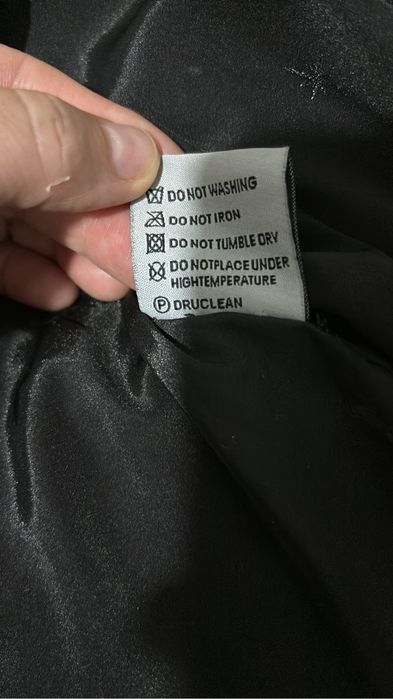 DO NOT WASHING
DO NOT IRON
DO NOT TUMBLE DRY
DO NOTPLACE UNDER
HIGHTEMPERATURE
Ⓟ DRUCLEAN